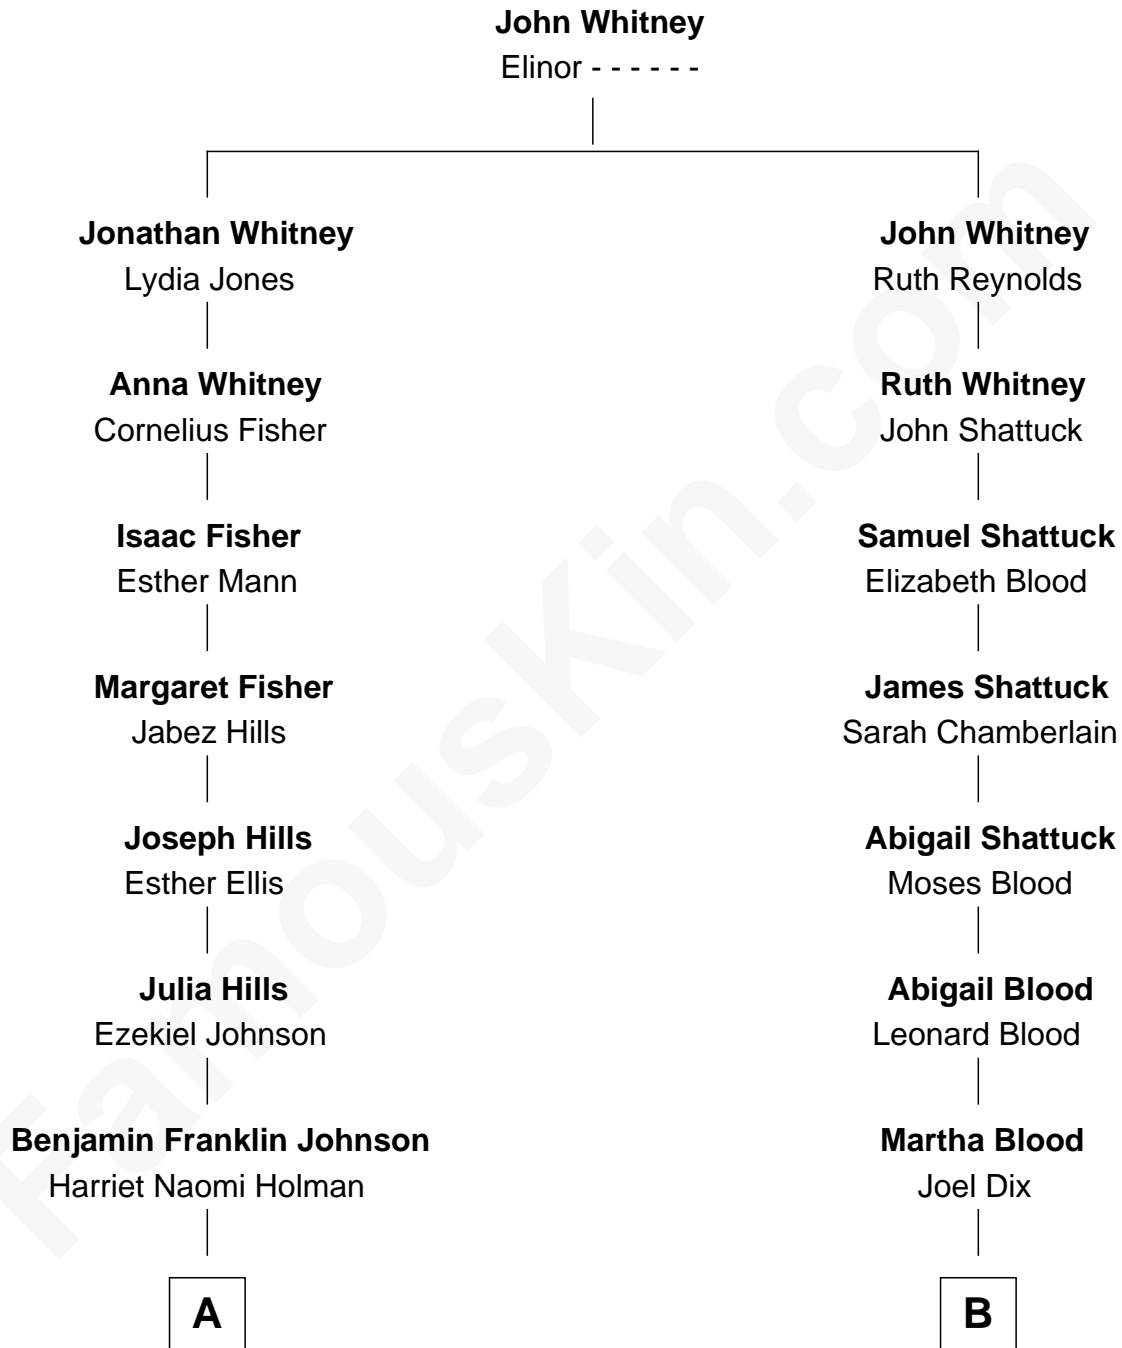 John Whitney
Elinor - - - - - -
Jonathan Whitney
Lydia Jones
John Whitney
Ruth Reynolds
Anna Whitney
Cornelius Fisher
Ruth Whitney
John Shattuck
Isaac Fisher
Esther Mann
Samuel Shattuck
Elizabeth Blood
Margaret Fisher
Jabez Hills
James Shattuck
Sarah Chamberlain
Joseph Hills
Esther Ellis
Abigail Shattuck
Moses Blood
Julia Hills
Ezekiel Johnson
Abigail Blood
Leonard Blood
Benjamin Franklin Johnson
Harriet Naomi Holman
Martha Blood
Joel Dix
A
B
FamousKin.com